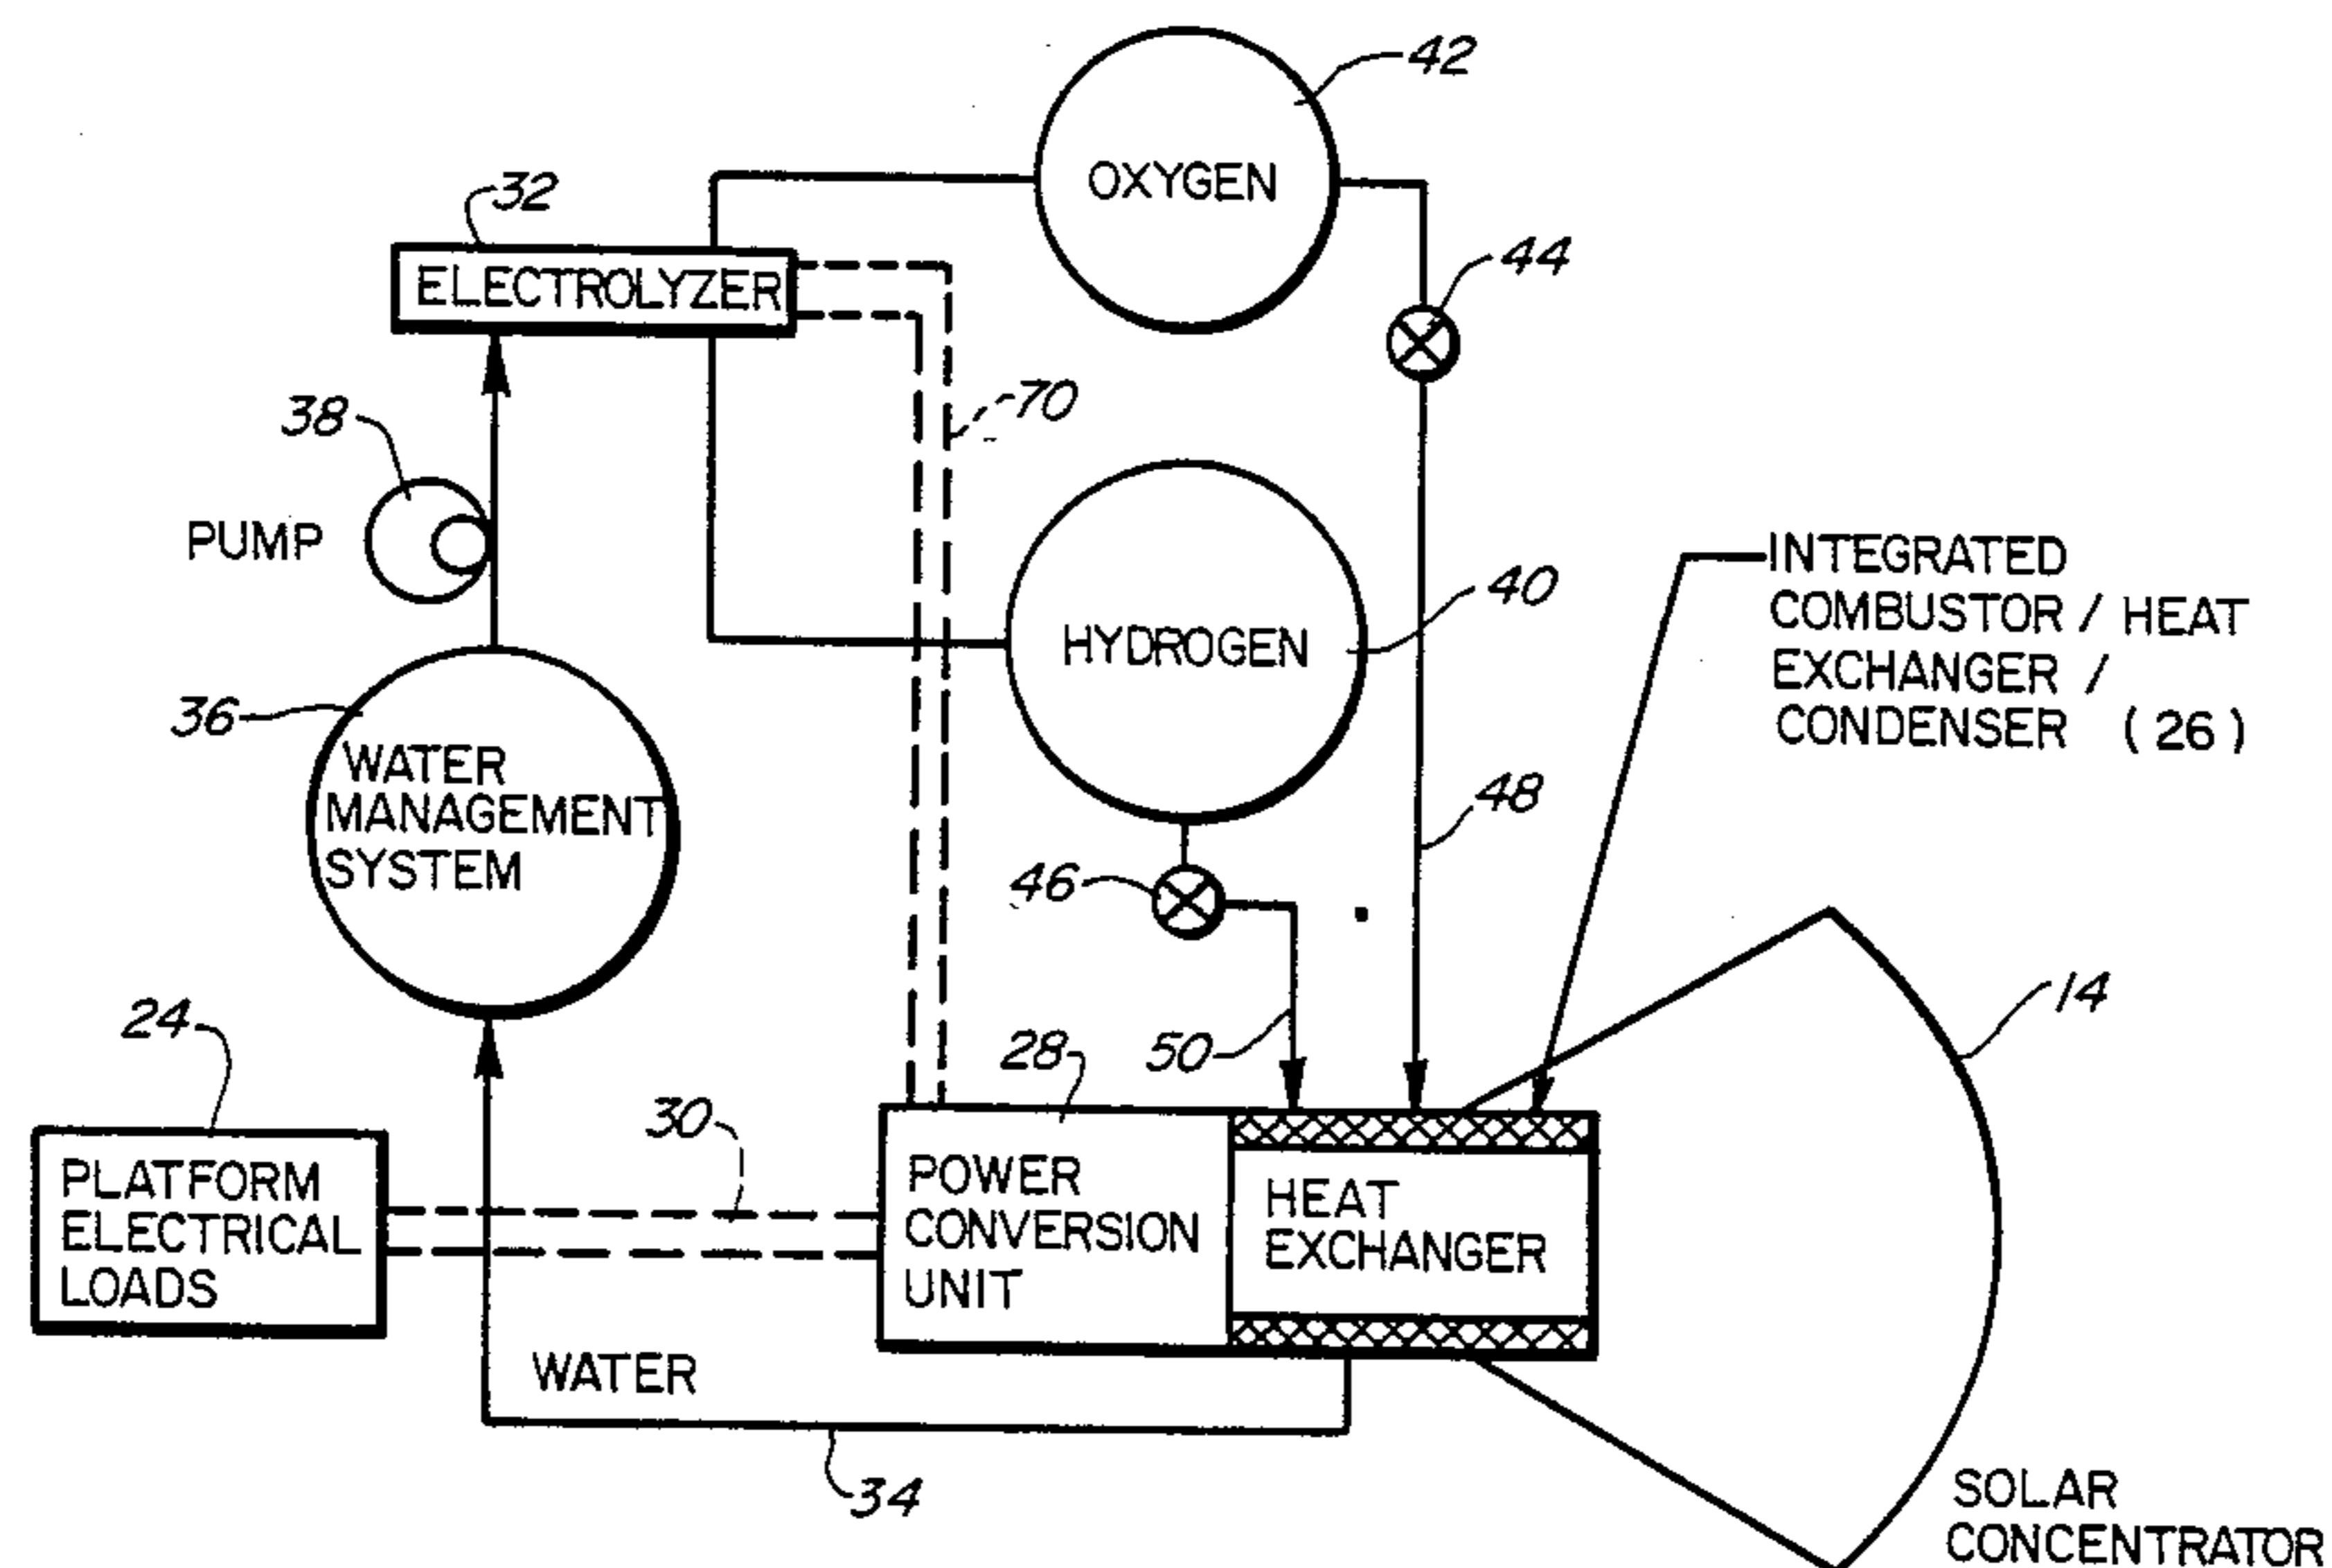 42
OXYGEN
32
ELECTROLYZER
44
38
70
PUMP
40
HYDROGEN
INTEGRATED
COMBUSTOR / HEAT
EXCHANGER /
CONDENSER (26)
36
WATER
MANAGEMENT
SYSTEM
48
46
14
24
28
50
30
PLATFORM
ELECTRICAL
LOADS
POWER
CONVERSION
UNIT
HEAT
EXCHANGER
WATER
34
SOLAR
CONCENTRATOR